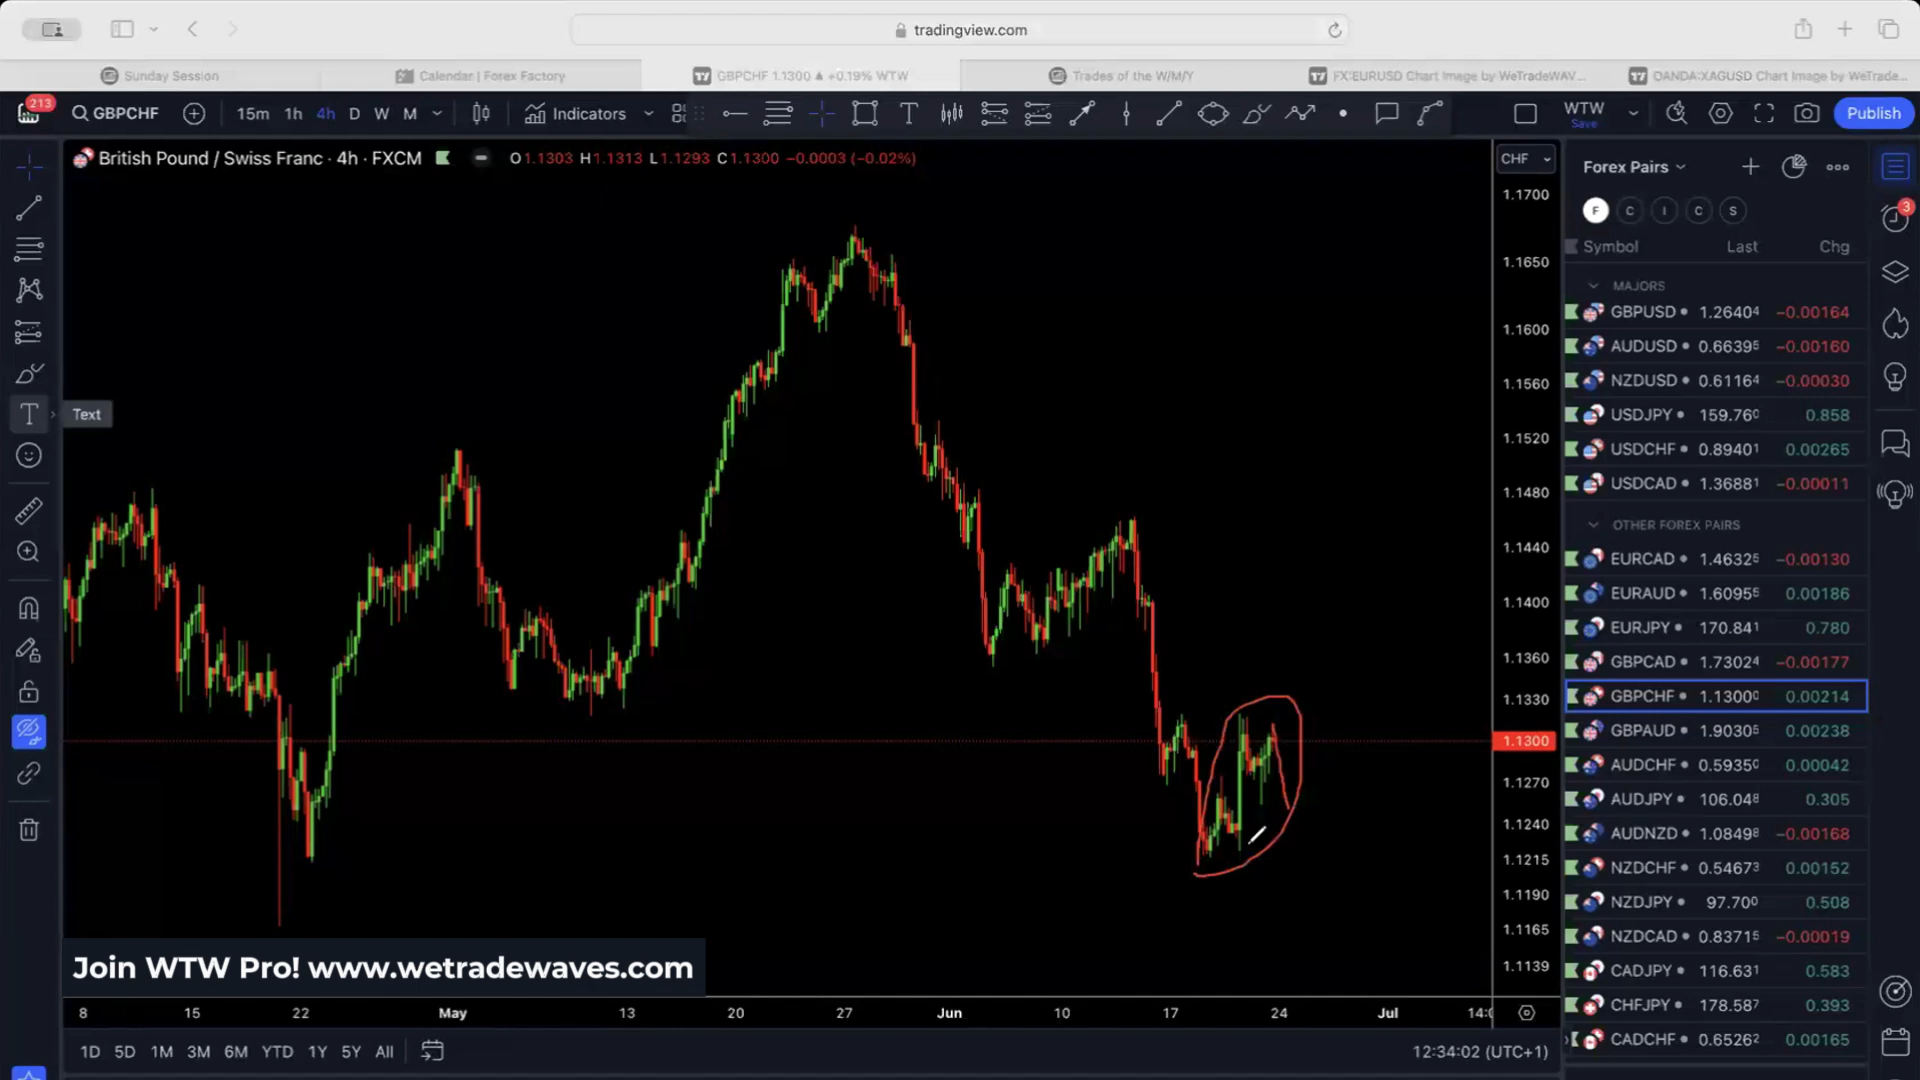 tradingview.com
Sunday Session
Calendar | Forex Factory
GBPCHF 1.1300 ▲ +0.19% WTW
Trades of the W/M/Y
FX:EURUSD Chart Image by WeTradeWAV...
OANDA:XAGUSD Chart Image by WeTrade...
213
GBPCHF
15m 1h 4h D W M
Indicators
WTW
Save
Publish
British Pound / Swiss Franc · 4h · FXCM
O1.1303 H1.1313 L1.1293 C1.1300 −0.0003 (−0.02%)
CHF
Forex Pairs
F C I C S
3
Symbol Last Chg
MAJORS
GBPUSD 1.26404 −0.00164
AUDUSD 0.66395 −0.00160
NZDUSD 0.61164 −0.00030
USDJPY 159.760 0.858
USDCHF 0.89401 0.00265
USDCAD 1.36881 −0.00011
OTHER FOREX PAIRS
EURCAD 1.46325 −0.00130
EURAUD 1.60956 0.00186
EURJPY 170.841 0.780
GBPCAD 1.73024 −0.00177
GBPCHF 1.13000 0.00214
GBPAUD 1.90305 0.00238
AUDCHF 0.59350 0.00042
AUDJPY 106.048 0.305
AUDNZD 1.08498 −0.00168
NZDCHF 0.54673 0.00152
NZDJPY 97.700 0.508
NZDCAD 0.83715 −0.00019
CADJPY 116.631 0.583
CHFJPY 178.587 0.393
CADCHF 0.65262 0.00165
1.1700
1.1650
1.1600
1.1560
1.1520
1.1480
1.1440
1.1400
1.1360
1.1330
1.1300
1.1270
1.1240
1.1215
1.1190
1.1165
1.1139
Text
Join WTW Pro! www.wetradewaves.com
8 15 22 May 13 20 27 Jun 10 17 24 Jul
1D 5D 1M 3M 6M YTD 1Y 5Y All
12:34:02 (UTC+1)